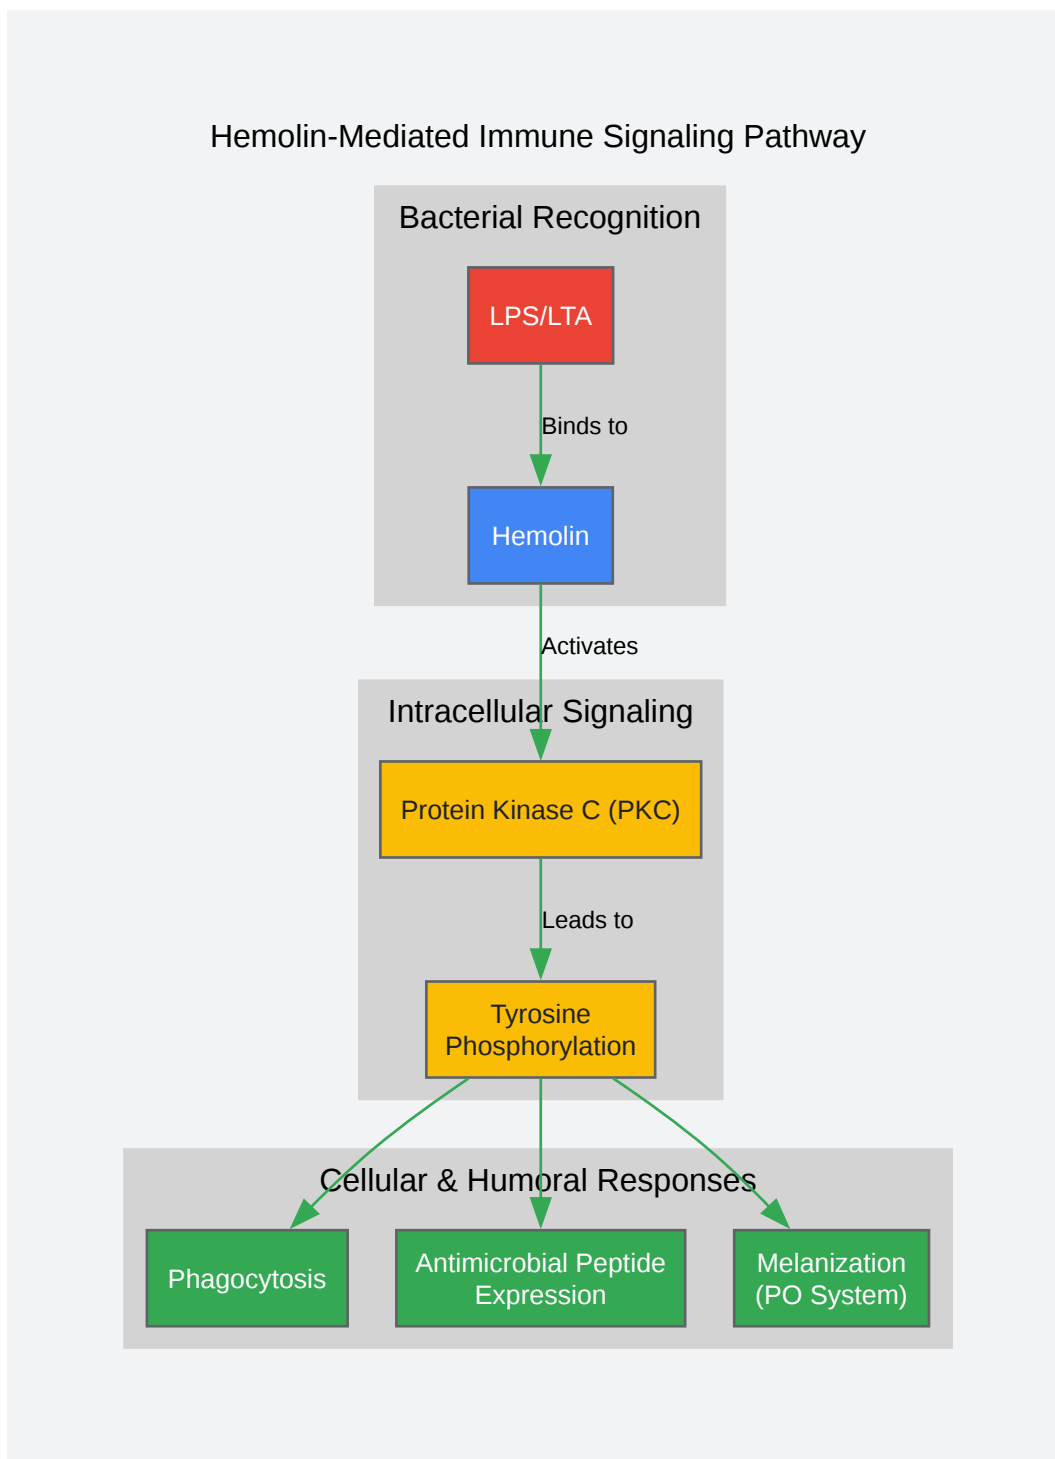 Hemolin-Mediated Immune Signaling Pathway
Bacterial Recognition
LPS/LTA
Binds to
Hemolin
Activates
Intracellular Signaling
Protein Kinase C (PKC)
Leads to
Tyrosine
Phosphorylation
Cellular & Humoral Responses
Phagocytosis
Antimicrobial Peptide
Expression
Melanization
(PO System)